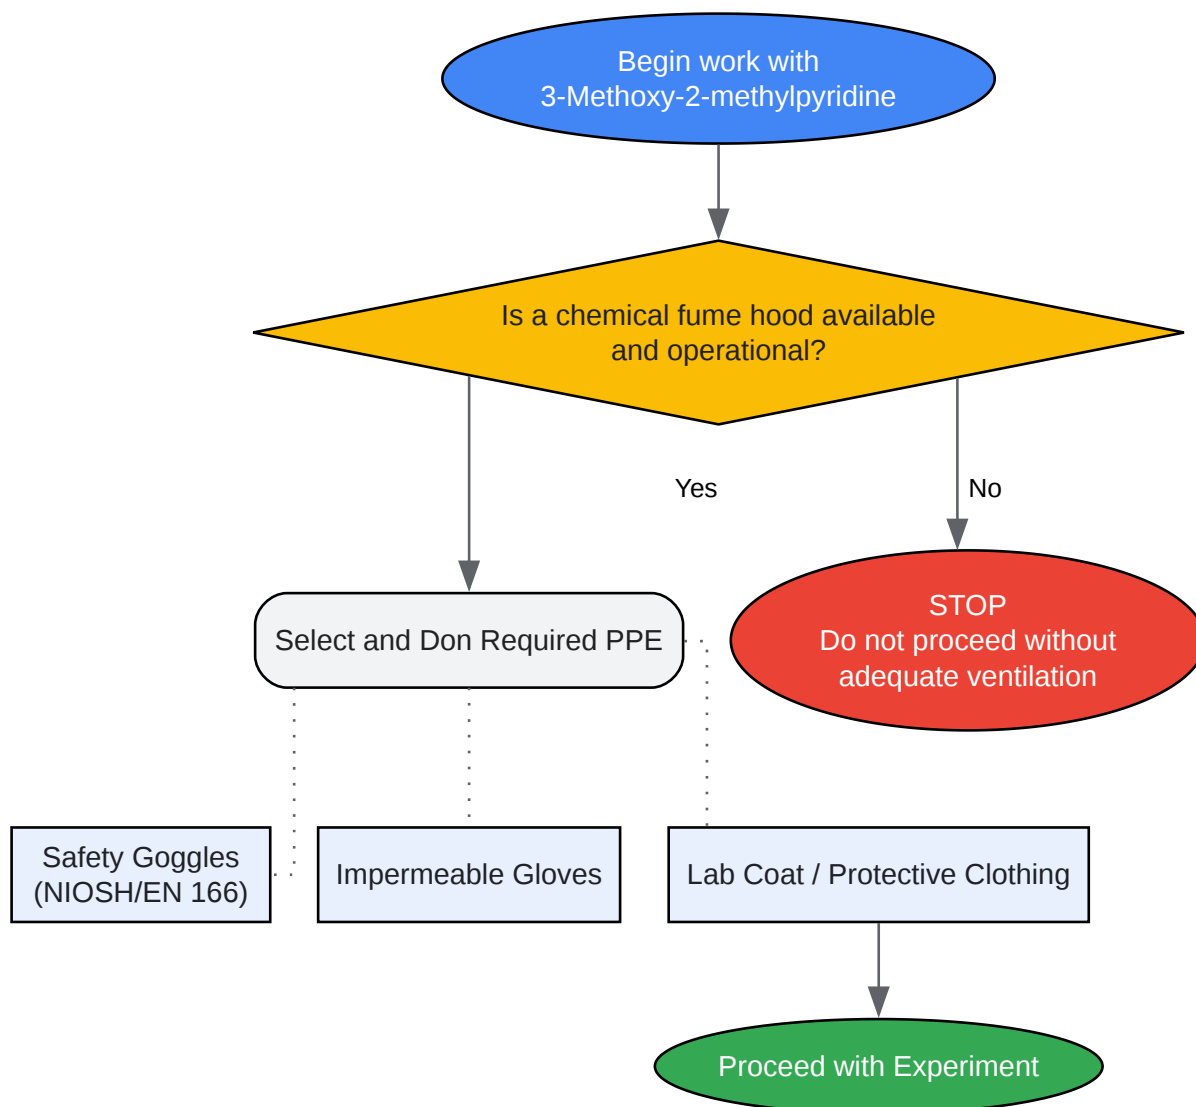 Begin work with
3-Methoxy-2-methylpyridine
Is a chemical fume hood available
and operational?
Yes
No
Select and Don Required PPE
STOP
Do not proceed without
adequate ventilation
Safety Goggles
(NIOSH/EN 166)
Impermeable Gloves
Lab Coat / Protective Clothing
Proceed with Experiment